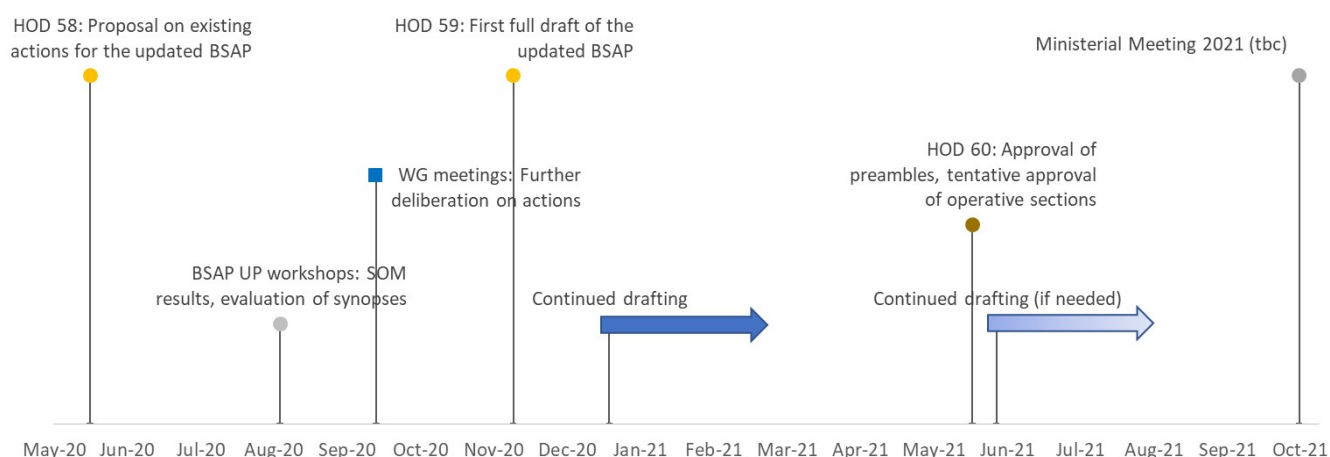 HOD 58: Proposal on existing
actions for the updated BSAP
HOD 59: First full draft of the
updated BSAP
Ministerial Meeting 2021 (tbc)
WG meetings: Further
deliberation on actions
HOD 60: Approval of
preambles, tentative approval
of operative sections
BSAP UP workshops: SOM
results, evaluation of synopses
Continued drafting
Continued drafting (if needed)
May-20 Jun-20 Jul-20 Aug-20 Sep-20 Oct-20 Nov-20 Dec-20 Jan-21 Feb-21 Mar-21 Apr-21 May-21 Jun-21 Jul-21 Aug-21 Sep-21 Oct-21